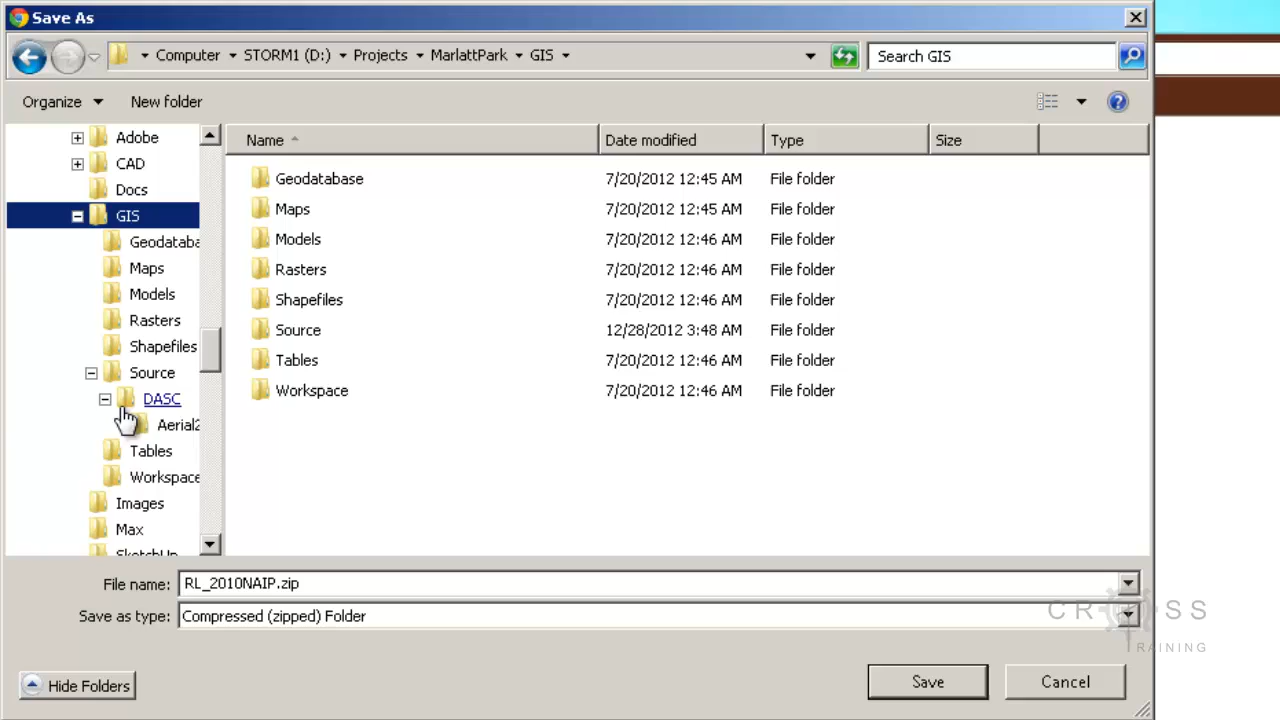 Save As
Computer STORM1 (D:) Projects MarlattPark GIS
Search GIS
Organize New folder
Name Date modified Type Size
Adobe
CAD
Docs
GIS
Geodataba
Maps
Models
Rasters
Shapefiles
Source
DASC
Aerial2
Tables
Workspace
Images
Max
SketchUp
Geodatabase 7/20/2012 12:45 AM File folder
Maps 7/20/2012 12:45 AM File folder
Models 7/20/2012 12:46 AM File folder
Rasters 7/20/2012 12:46 AM File folder
Shapefiles 7/20/2012 12:46 AM File folder
Source 12/28/2012 3:48 AM File folder
Tables 7/20/2012 12:46 AM File folder
Workspace 7/20/2012 12:46 AM File folder
File name: RL_2010NAIP.zip
Save as type: Compressed (zipped) Folder
CROSS
TRAINING
Hide Folders
Save Cancel